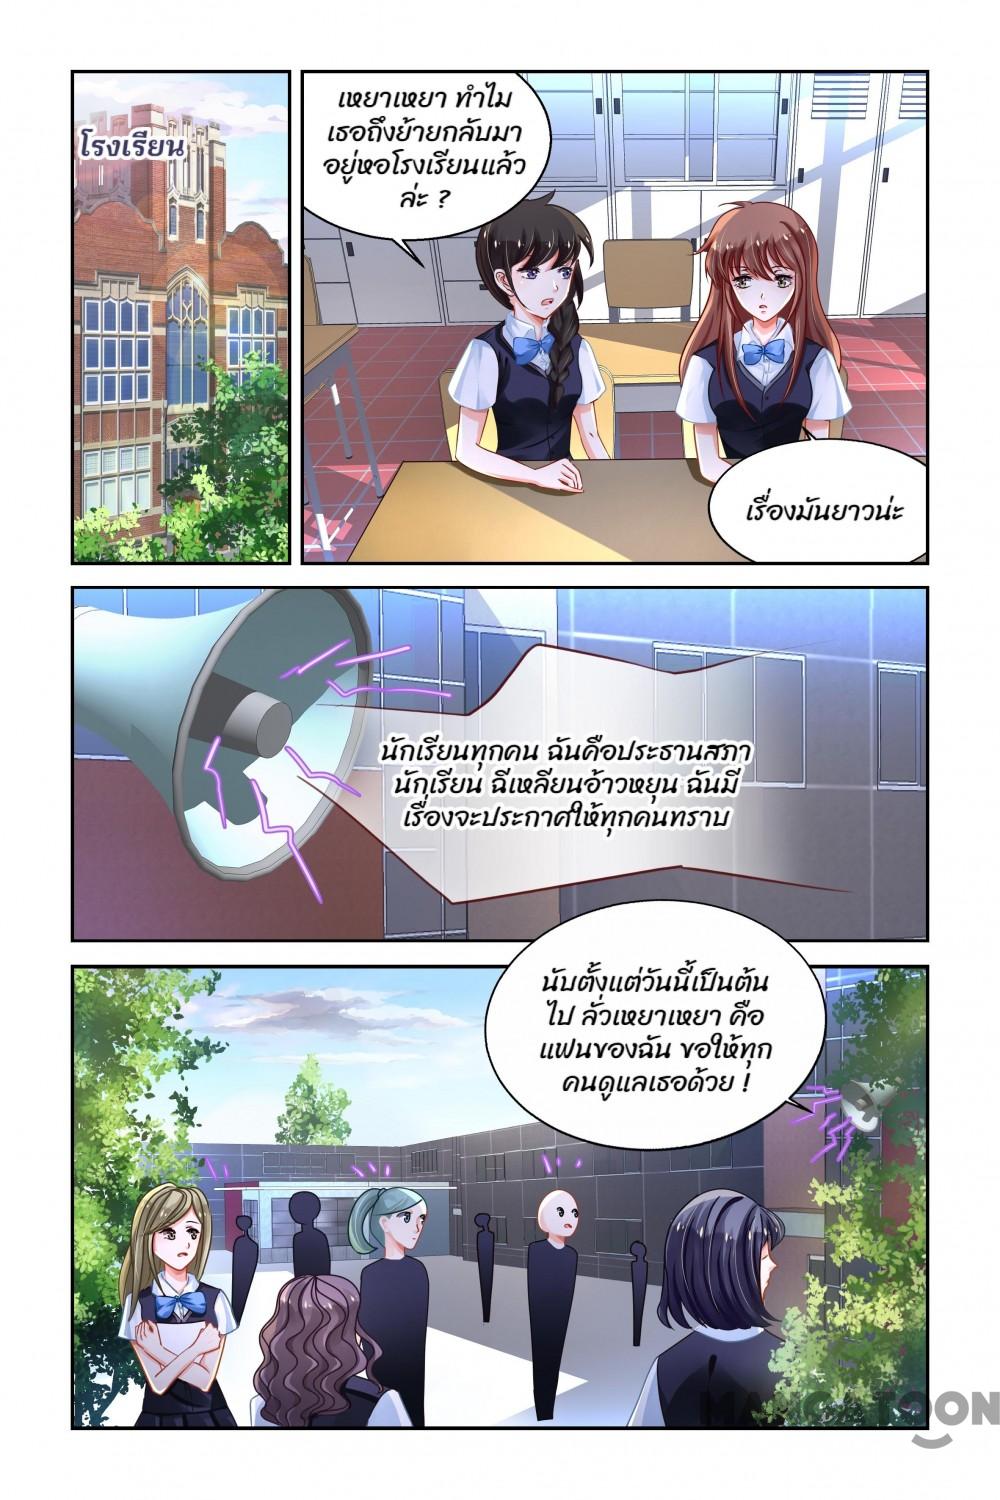 โรงเรียน
เหยาเหยา ทำไม
เธอถึงย้ายกลับมา
อยู่หอโรงเรียนแล้ว
ล่ะ ?
เรื่องมันยาวน่ะ
นักเรียนทุกคน ฉันคือประธานสภา
นักเรียน ฉีเหลียนอ้าวหยุน ฉันมี
เรื่องจะประกาศให้ทุกคนทราบ
นับตั้งแต่วันนี้เป็นต้น
ไป ลั่วเหยาเหยา คือ
แฟนของฉัน ขอให้ทุก
คนดูแลเธอด้วย !
MANGATOON